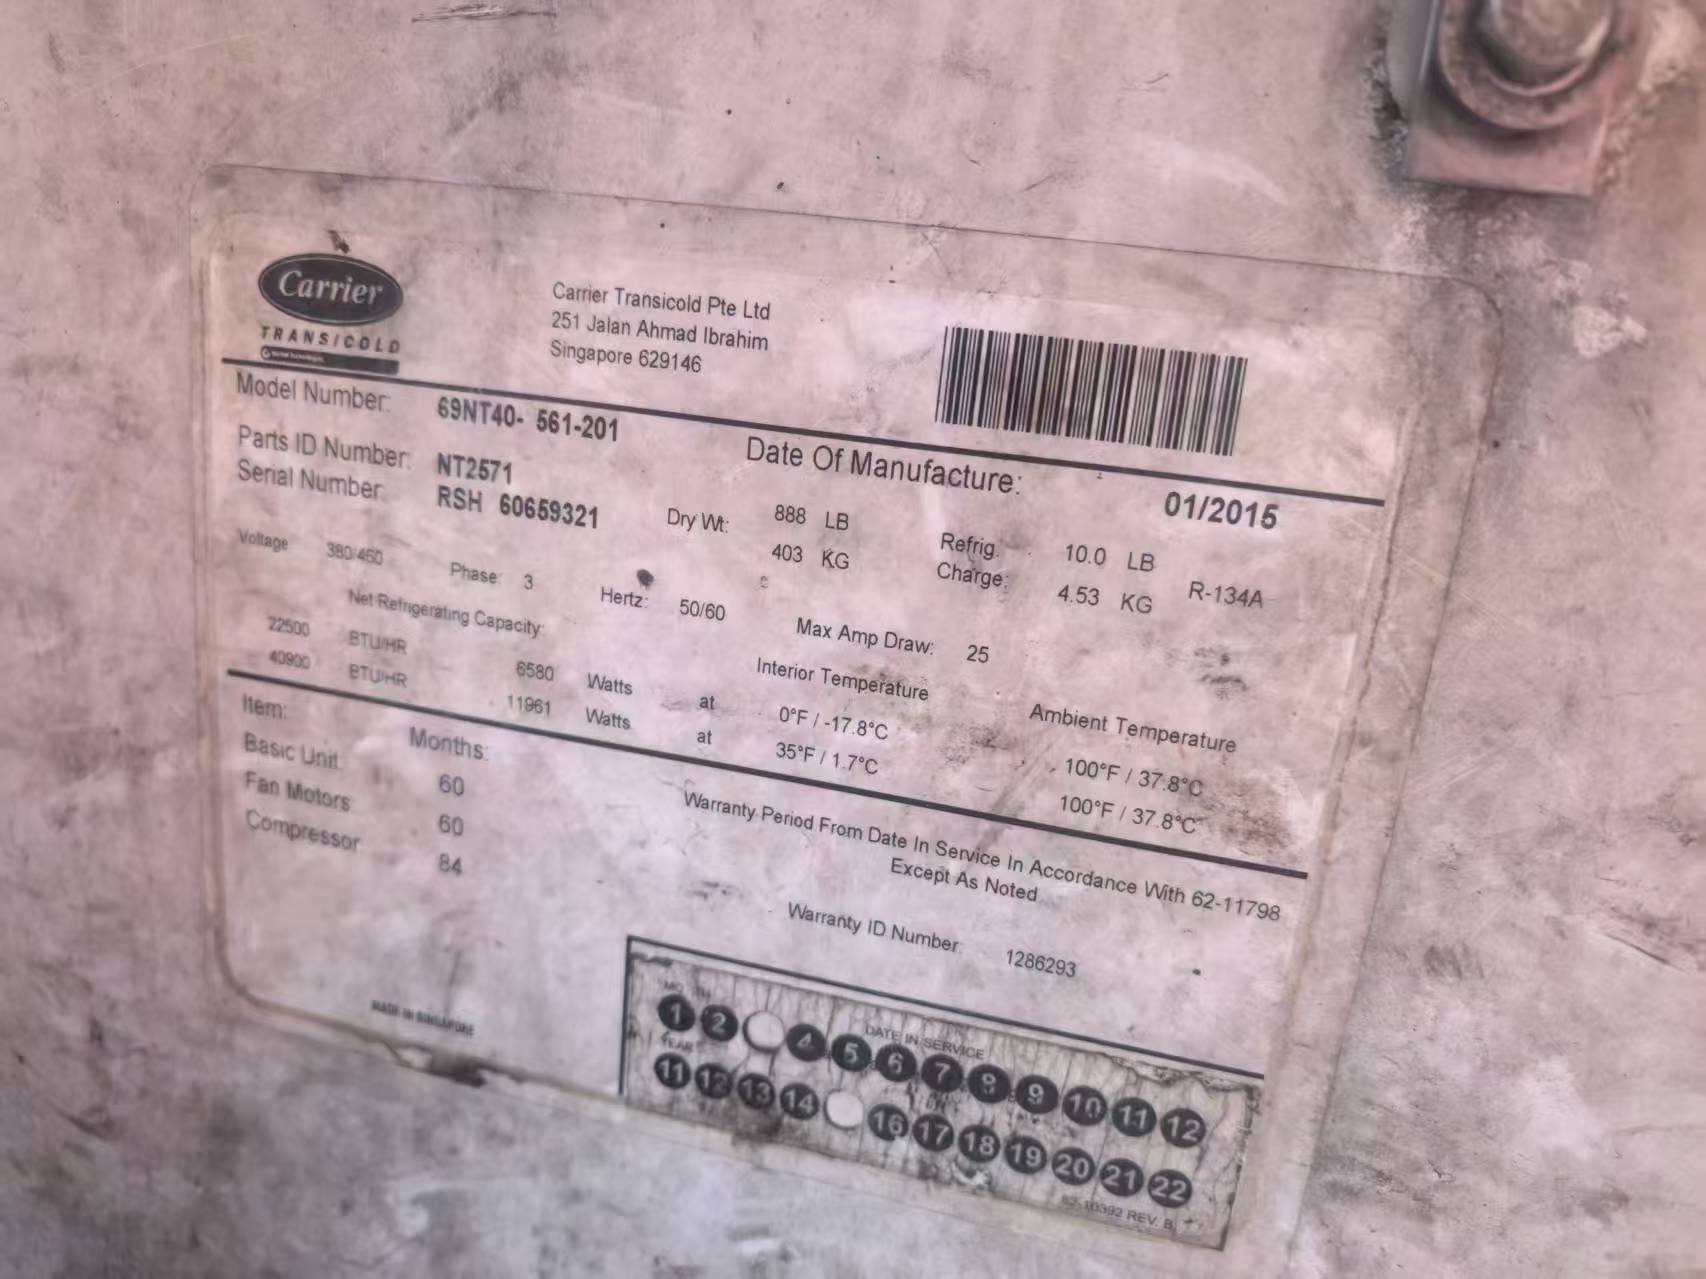 Carrier
TRANSICOLD
Carrier Transicold Pte Ltd
251 Jalan Ahmad Ibrahim
Singapore 629146
Model Number: 69NT40- 561-201
Date Of Manufacture: 01/2015
Parts ID Number: NT2571
Serial Number: RSH 60659321
Dry Wt: 888 LB
403 KG
Refrig. Charge: 10.0 LB
4.53 KG
R-134A
Voltage 380/460 Phase: 3 Hertz: 50/60 Max Amp Draw: 25
Net Refrigerating Capacity: Interior Temperature Ambient Temperature
22500 BTU/HR 6580 Watts at 0°F / -17.8°C 100°F / 37.8°C
40900 BTU/HR 11961 Watts at 35°F / 1.7°C 100°F / 37.8°C
Item: Months:
Basic Unit 60
Fan Motors 60
Compressor 84
Warranty Period From Date In Service In Accordance With 62-11798
Except As Noted
Warranty ID Number: 1286293
MADE IN SINGAPORE
DATE IN SERVICE
1 2 4 5 6 7 8 9 10 11 12
YEAR
11 12 13 14 16 17 18 19 20 21 22
62-10392 REV. B